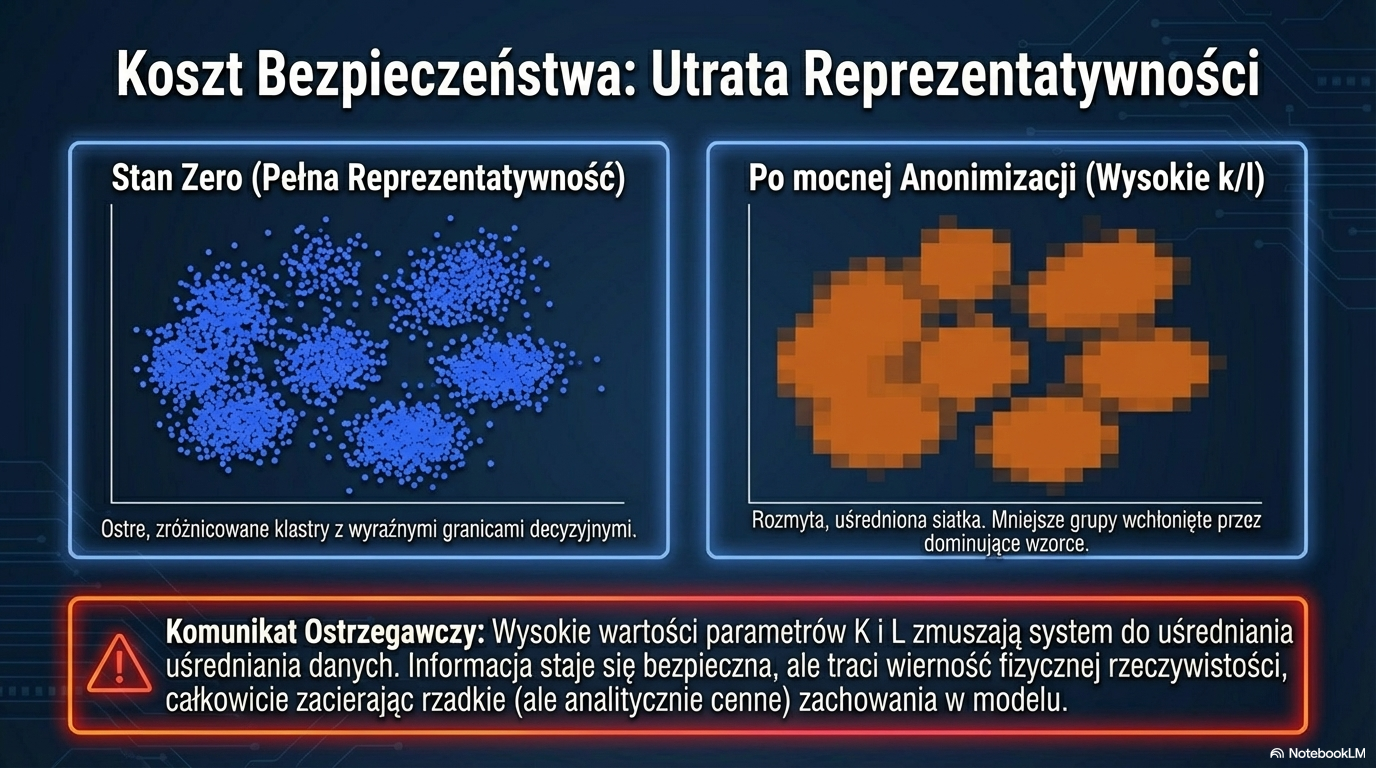 Koszt Bezpieczeństwa: Utrata Reprezentatywności
Stan Zero (Pełna Reprezentatywność)
Ostre, zróżnicowane klastry z wyraźnymi granicami decyzyjnymi.
Po mocnej Anonimizacji (Wysokie k/l)
Rozmyta, uśredniona siatka. Mniejsze grupy wchłonięte przez
dominujące wzorce.
Komunikat Ostrzegawczy: Wysokie wartości parametrów K i L zmuszają system do uśredniania
uśredniania danych. Informacja staje się bezpieczna, ale traci wierność fizycznej rzeczywistości,
całkowicie zacierając rzadkie (ale analitycznie cenne) zachowania w modelu.
NotebookLM